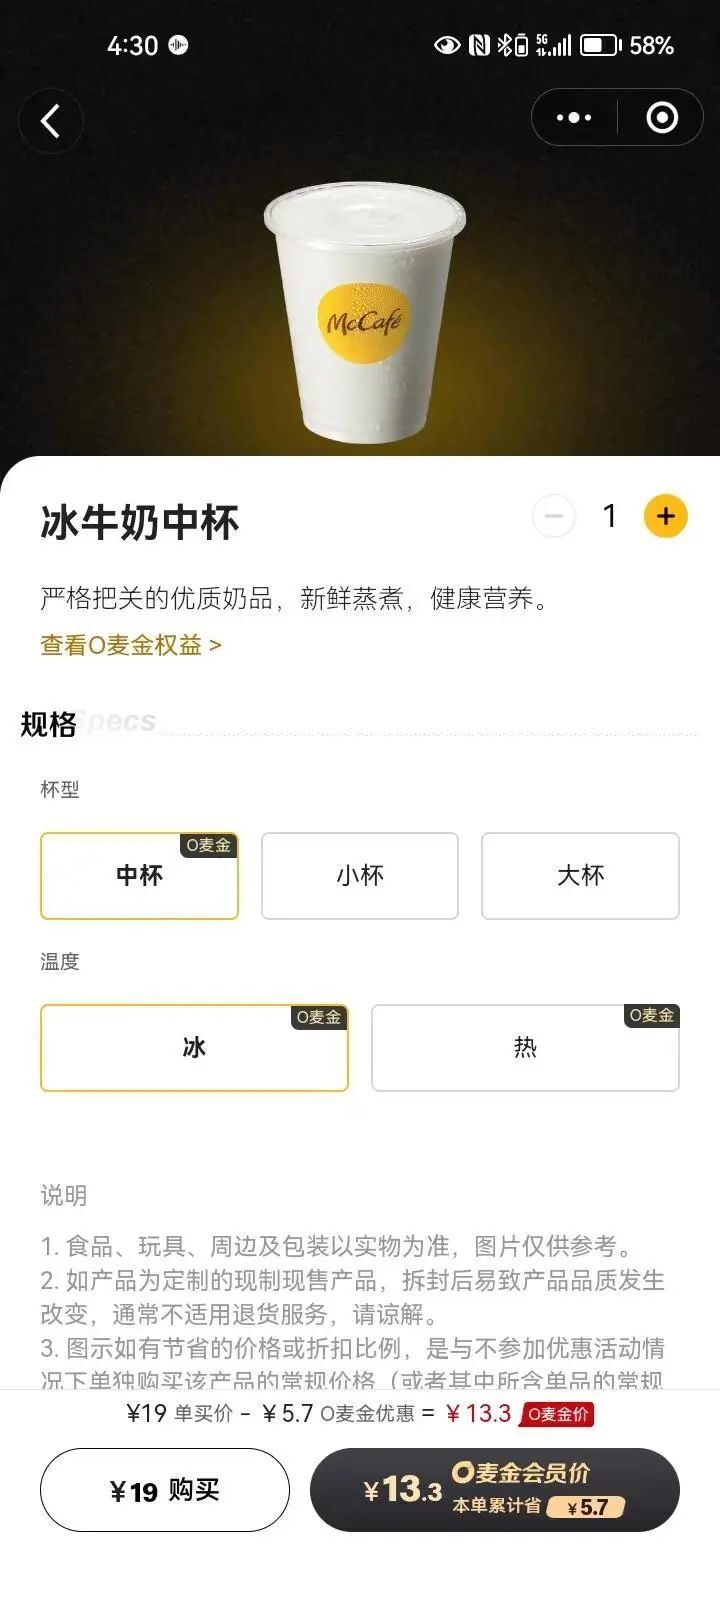 4:30 5G 58%
McCafé
冰牛奶中杯 1
严格把关的优质奶品，新鲜蒸煮，健康营养。
查看O麦金权益 >
规格 Specs
杯型
中杯 O麦金 小杯 大杯
温度
冰 O麦金 热 O麦金
说明
1. 食品、玩具、周边及包装以实物为准，图片仅供参考。
2. 如产品为定制的现制现售产品，拆封后易致产品品质发生
改变，通常不适用退货服务，请谅解。
3. 图示如有节省的价格或折扣比例，是与不参加优惠活动情
况下单独购买该产品的常规价格（或者其中所含单品的常规
¥19 单买价 - ¥5.7 O麦金优惠 = ¥13.3 O麦金价
¥19 购买
¥13.3 O麦金会员价
本单累计省 ¥5.7